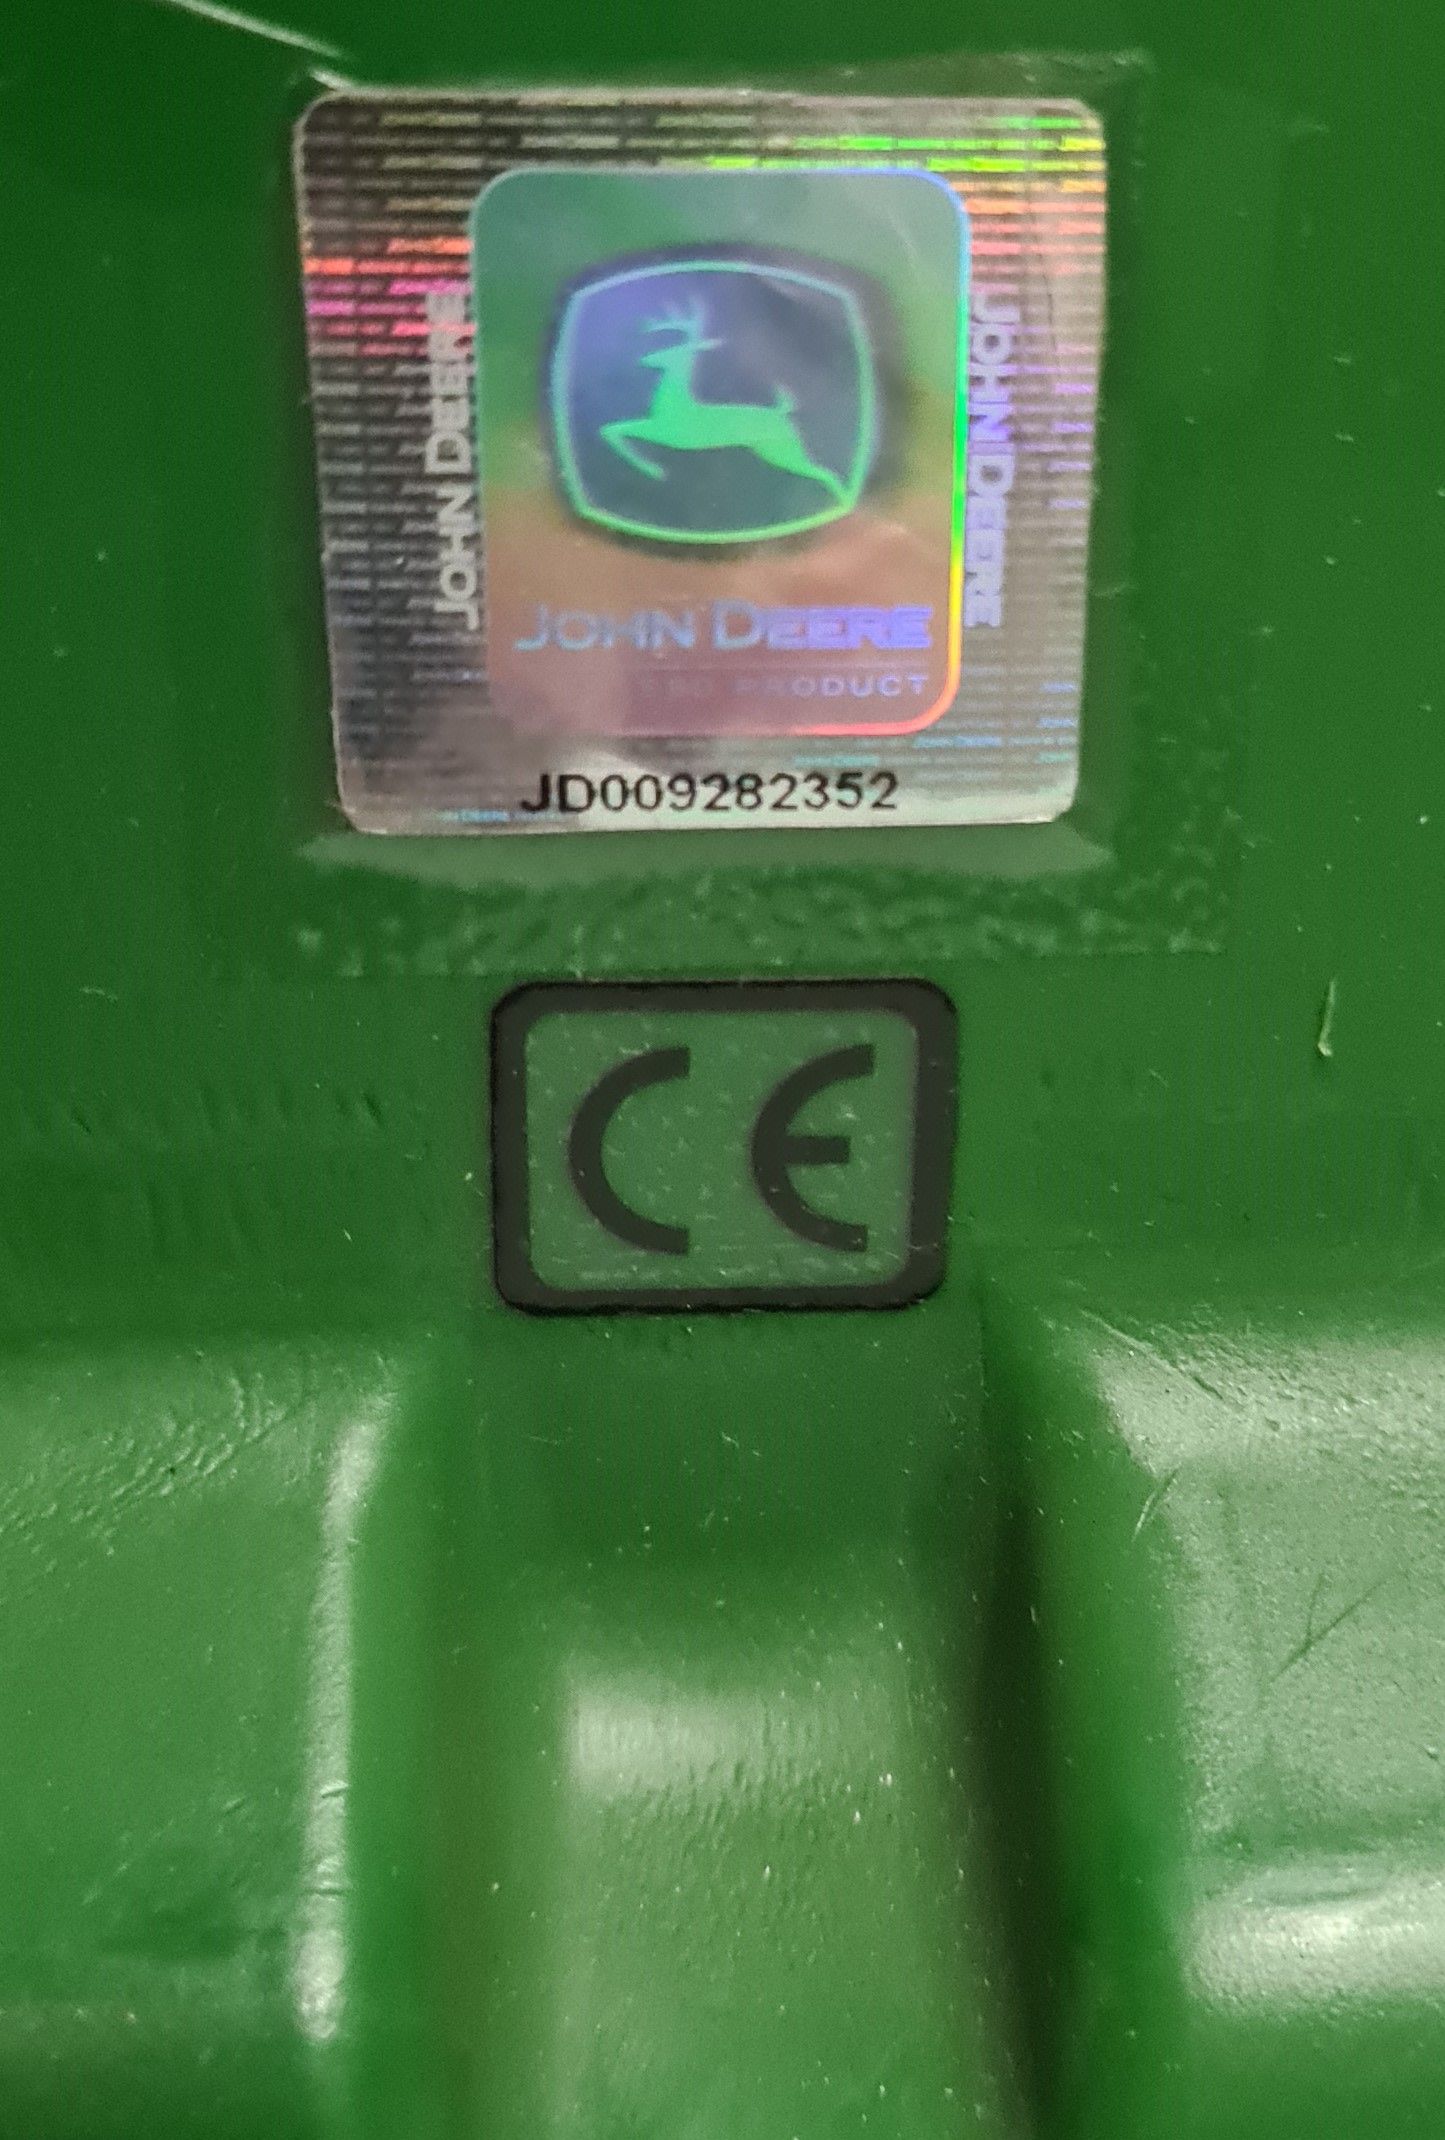 JOHN DEERE
JOHN DEERE
JOHN DEERE
PRODUCT
JD009282352
CE